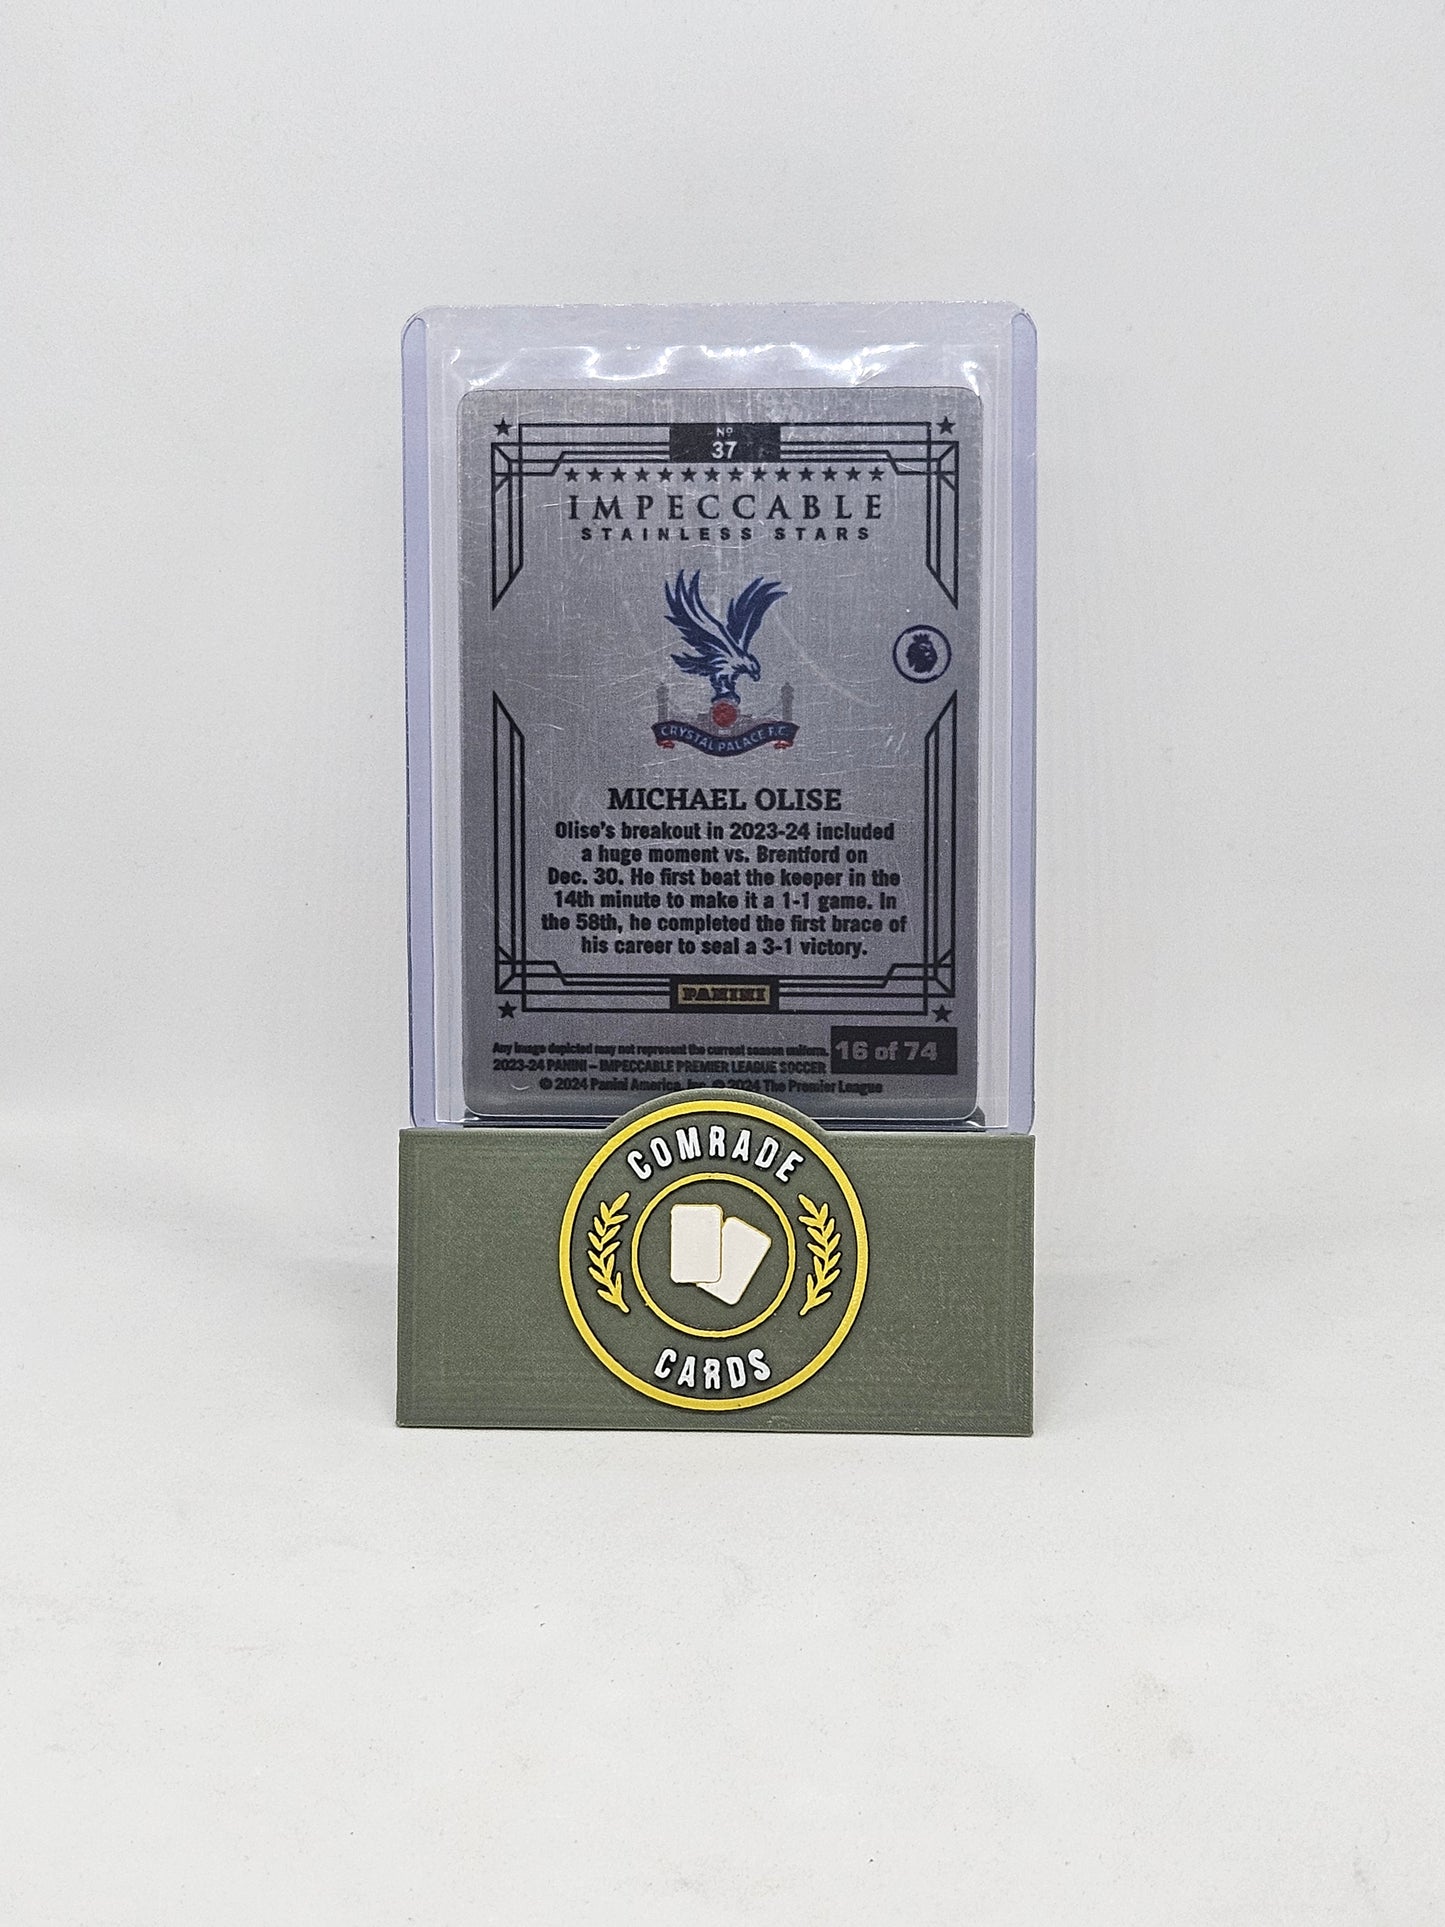 Nº
37
IMPECCABLE
STAINLESS STARS
CRYSTAL PALACE F.C.
MICHAEL OLISE
Olise's breakout in 2023-24 included
a huge moment vs. Brentford on
Dec. 30. He first beat the keeper in the
14th minute to make it a 1-1 game. In
the 58th, he completed the first brace of
his career to seal a 3-1 victory.
PANINI
Any image depicted may not represent the current season uniform.
16 of 74
2023-24 PANINI – IMPECCABLE PREMIER LEAGUE SOCCER
© 2024 Panini America, Inc. © 2024 The Premier League
COMRADE
CARDS